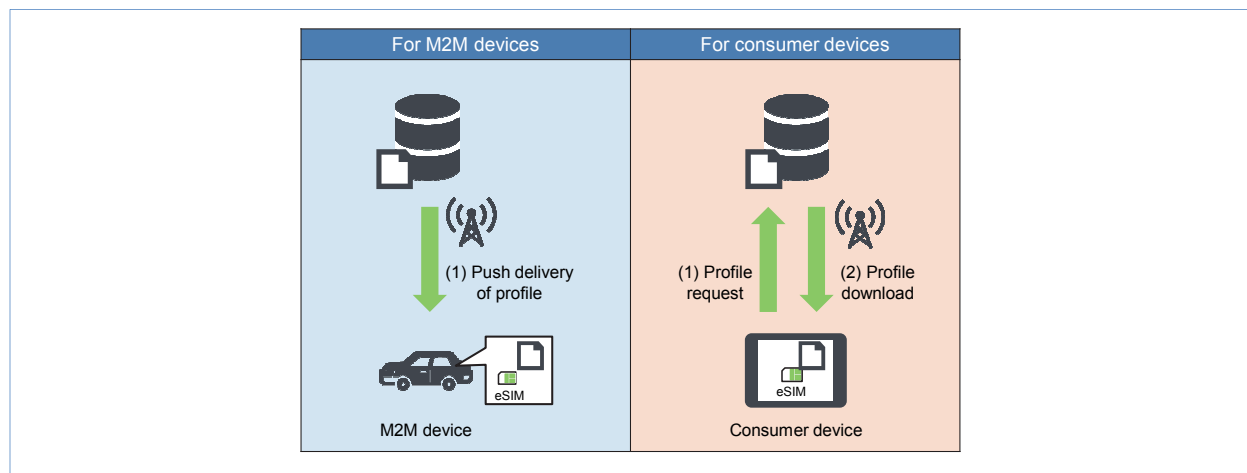 For M2M devices
For consumer devices
(1) Push delivery
of profile
(1) Profile
request
(2) Profile
download
eSIM
eSIM
M2M device
Consumer device